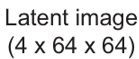 Latent image
(4 x 64 x 64)